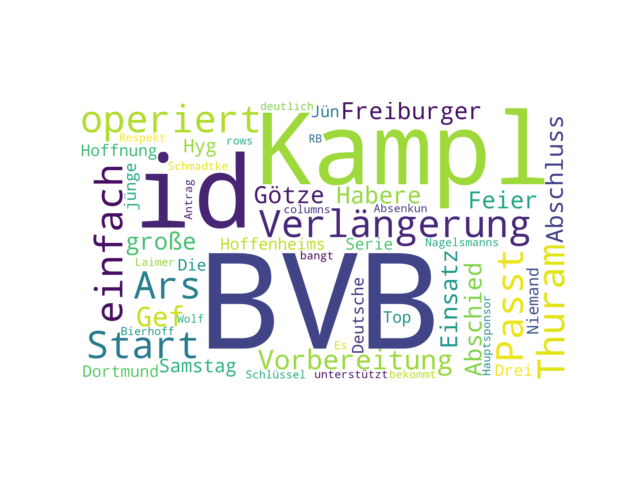 deutlich
operiert
Jün
Freiburger
Kampl
Respekt
Hyg
rows
RB
Hoffnung
Schmadtke
id
Abschluss
jünge
Antrag
Götze
Habere
Feier
einfach
columns
Absenkun
Verlängerung
große
Hoffenheims
Serie
Nagelsmanns
bangt
Laimer
Die
BVB
Deutsche
Einsatz
Abschied
Passt
Niemand
Thuram
Ars
Gef
Wolf
Top
Hauptsponsor
Bierhoff
Start
Es
Vorbereitung
Dortmund
Samstag
Schlüssel
unterstützt
bekommt
Drei